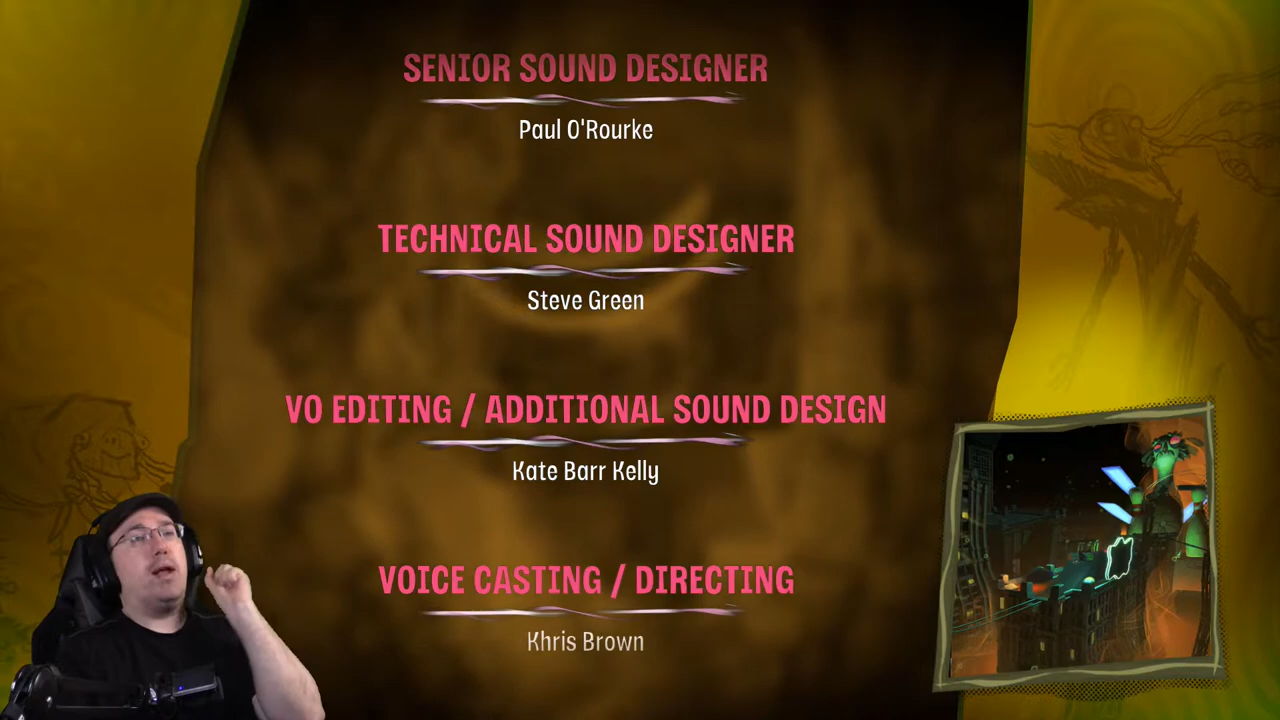 SENIOR SOUND DESIGNER
Paul O'Rourke
TECHNICAL SOUND DESIGNER
Steve Green
VO EDITING / ADDITIONAL SOUND DESIGN
Kate Barr Kelly
VOICE CASTING / DIRECTING
Khris Brown